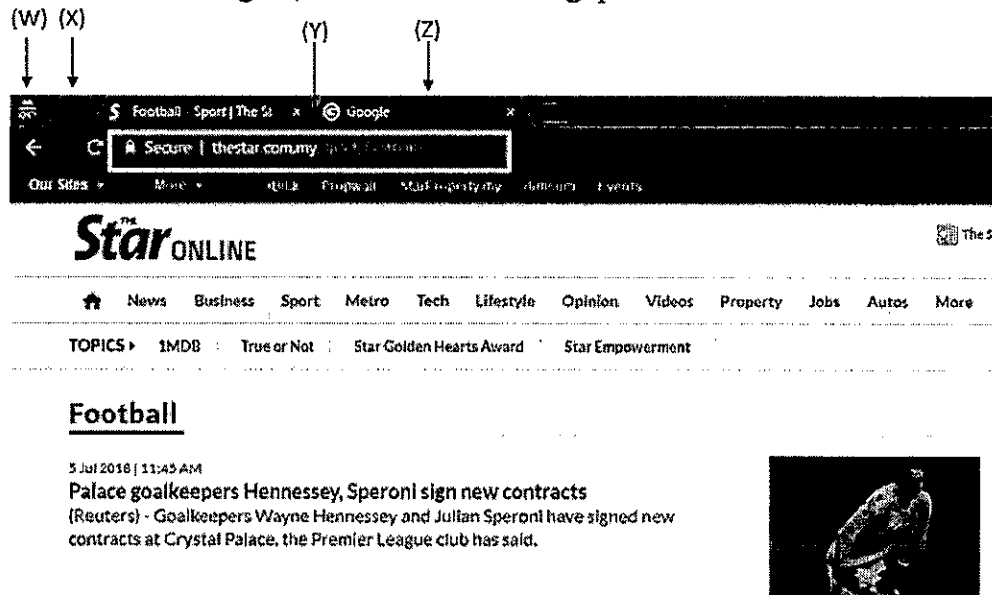 (W) (X) (Y) (Z)
Football - Sport | The St × Google ×
Secure | thestar.com.my
Our Sites More Events
The Star ONLINE The S
News Business Sport Metro Tech Lifestyle Opinion Videos Property Jobs Autos More
TOPICS 1MDB True or Not Star Golden Hearts Award Star Empowerment
Football
5 Jul 2018 | 11:45 AM
Palace goalkeepers Hennessey, Speroni sign new contracts
(Reuters) - Goalkeepers Wayne Hennessey and Julian Speroni have signed new
contracts at Crystal Palace, the Premier League club has said.